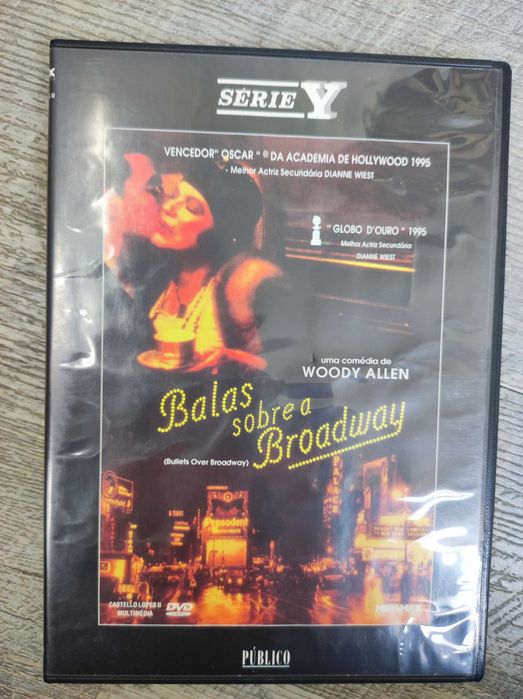 SÉRIE Y
VENCEDOR" OSCAR " ® DA ACADEMIA DE HOLLYWOOD 1995
- Melhor Actriz Secundária DIANNE WIEST
" GLOBO D'OURO " 1995
Melhor Actriz Secundária
DIANNE WIEST
uma comédia de
WOODY ALLEN
Balas
sobre a
Broadway
(Bullets Over Broadway)
Pepsodent
CASTELLO LOPES II
MULTIMÉDIA
DVD
MIRAMAX
PÚBLICO